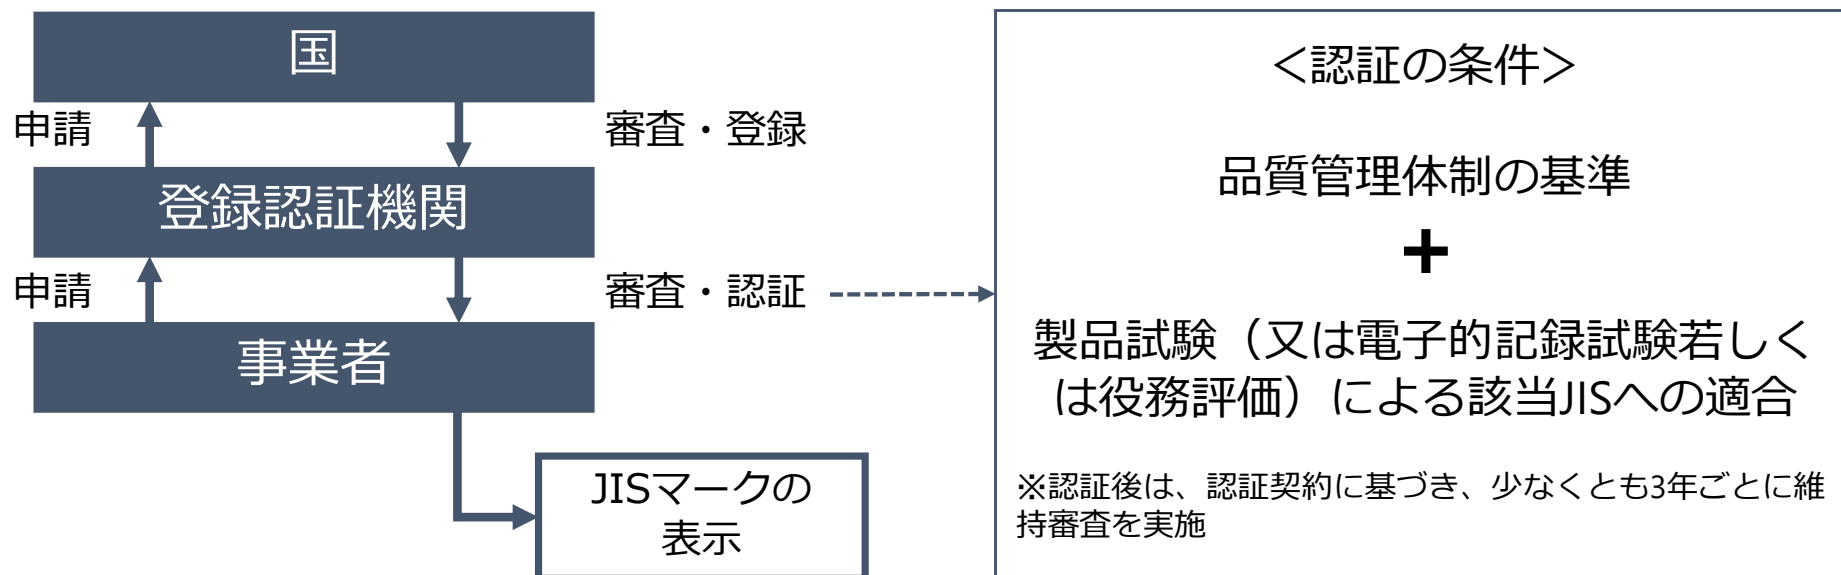 国
申請
審査・登録
登録認証機関
申請
審査・認証
事業者
JISマークの
表示
＜認証の条件＞
品質管理体制の基準
+
製品試験（又は電子的記録試験若しく
は役務評価）による該当JISへの適合
※認証後は、認証契約に基づき、少なくとも3年ごとに維
持審査を実施